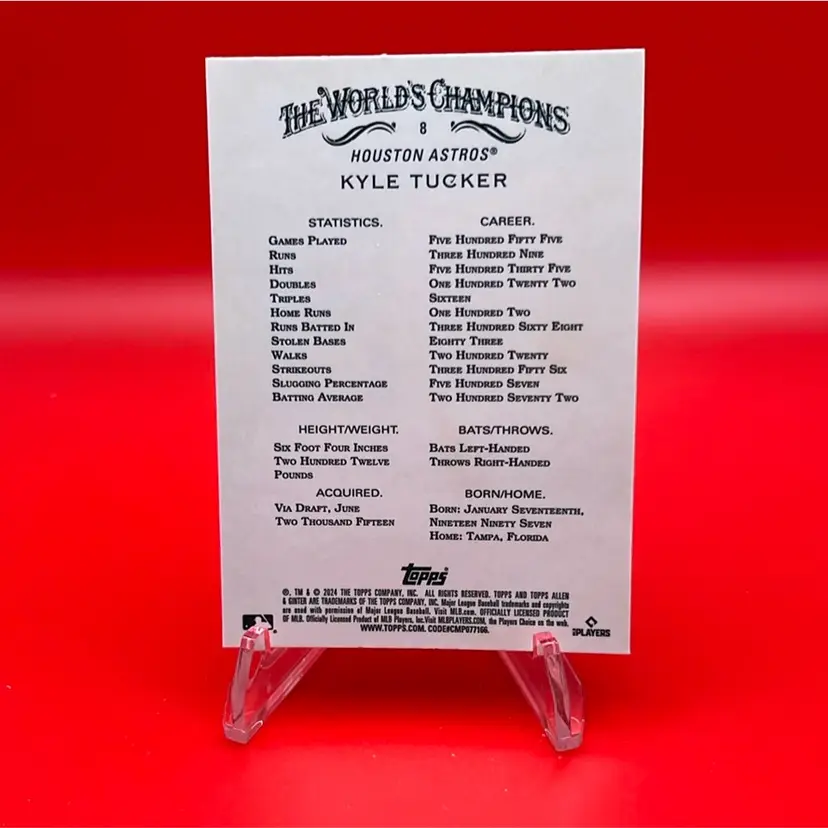 THE WORLD'S CHAMPIONS
8
HOUSTON ASTROS®
KYLE TUCKER
STATISTICS. CAREER.
GAMES PLAYED FIVE HUNDRED FIFTY FIVE
RUNS THREE HUNDRED NINE
HITS FIVE HUNDRED THIRTY FIVE
DOUBLES ONE HUNDRED TWENTY TWO
TRIPLES SIXTEEN
HOME RUNS ONE HUNDRED TWO
RUNS BATTED IN THREE HUNDRED SIXTY EIGHT
STOLEN BASES EIGHTY THREE
WALKS TWO HUNDRED TWENTY
STRIKEOUTS THREE HUNDRED FIFTY SIX
SLUGGING PERCENTAGE FIVE HUNDRED SEVEN
BATTING AVERAGE TWO HUNDRED SEVENTY TWO
HEIGHT/WEIGHT.
SIX FOOT FOUR INCHES
TWO HUNDRED TWELVE
POUNDS
BATS/THROWS.
BATS LEFT-HANDED
THROWS RIGHT-HANDED
ACQUIRED.
VIA DRAFT, JUNE
TWO THOUSAND FIFTEEN
BORN/HOME.
BORN: JANUARY SEVENTEENTH,
NINETEEN NINETY SEVEN
HOME: TAMPA, FLORIDA
topps®
®, TM & © 2024 THE TOPPS COMPANY, INC. ALL RIGHTS RESERVED. TOPPS AND TOPPS ALLEN
& GINTER ARE TRADEMARKS OF THE TOPPS COMPANY, INC. Major League Baseball trademarks and copyrights
are used with permission of Major League Baseball. Visit MLB.com. OFFICIALLY LICENSED PRODUCT
OF MLB. Officially Licensed Product of MLB Players, Inc. Visit MLBPLAYERS.COM, the Players Choice on the web.
WWW.TOPPS.COM. CODE#CMP077166.
PLAYERS